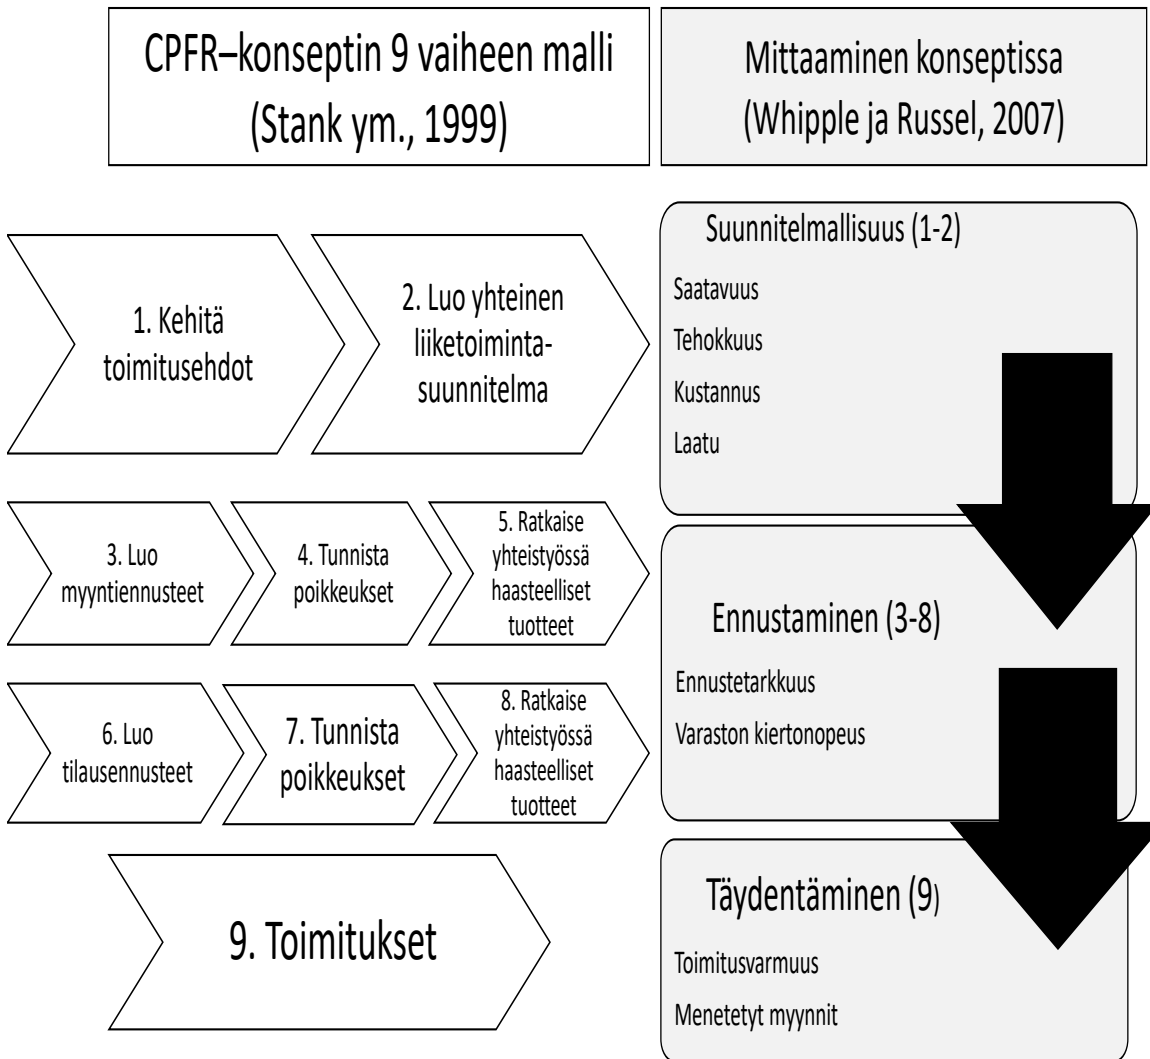 CPFR–konseptin 9 vaiheen malli
(Stank ym., 1999)
Mittaaminen konseptissa
(Whipple ja Russel, 2007)
1. Kehitä
toimitusehdot
2. Luo yhteinen
liiketoiminta-
suunnitelma
Suunnitelmallisuus (1-2)
Saatavuus
Tehokkuus
Kustannus
Laatu
3. Luo
myyntiennusteet
4. Tunnista
poikkeukset
5. Ratkaise
yhteistyössä
haasteelliset
tuotteet
6. Luo
tilausennusteet
7. Tunnista
poikkeukset
8. Ratkaise
yhteistyössä
haasteelliset
tuotteet
Ennustaminen (3-8)
Ennustetarkkuus
Varaston kiertonopeus
9. Toimitukset
Täydentäminen (9)
Toimitusvarmuus
Menetetyt myynnit